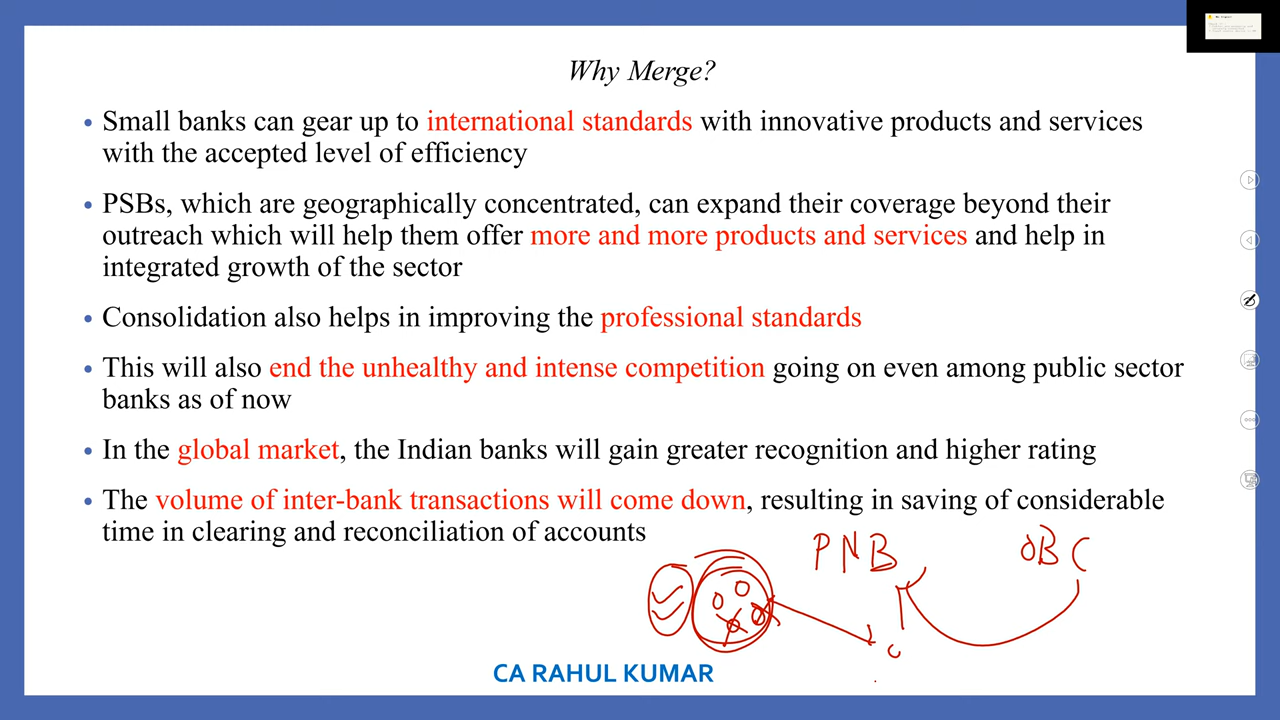 Why Merge?
• Small banks can gear up to international standards with innovative products and services
with the accepted level of efficiency
• PSBs, which are geographically concentrated, can expand their coverage beyond their
outreach which will help them offer more and more products and services and help in
integrated growth of the sector
• Consolidation also helps in improving the professional standards
• This will also end the unhealthy and intense competition going on even among public sector
banks as of now
• In the global market, the Indian banks will gain greater recognition and higher rating
• The volume of inter-bank transactions will come down, resulting in saving of considerable
time in clearing and reconciliation of accounts
PNB OBC
CA RAHUL KUMAR